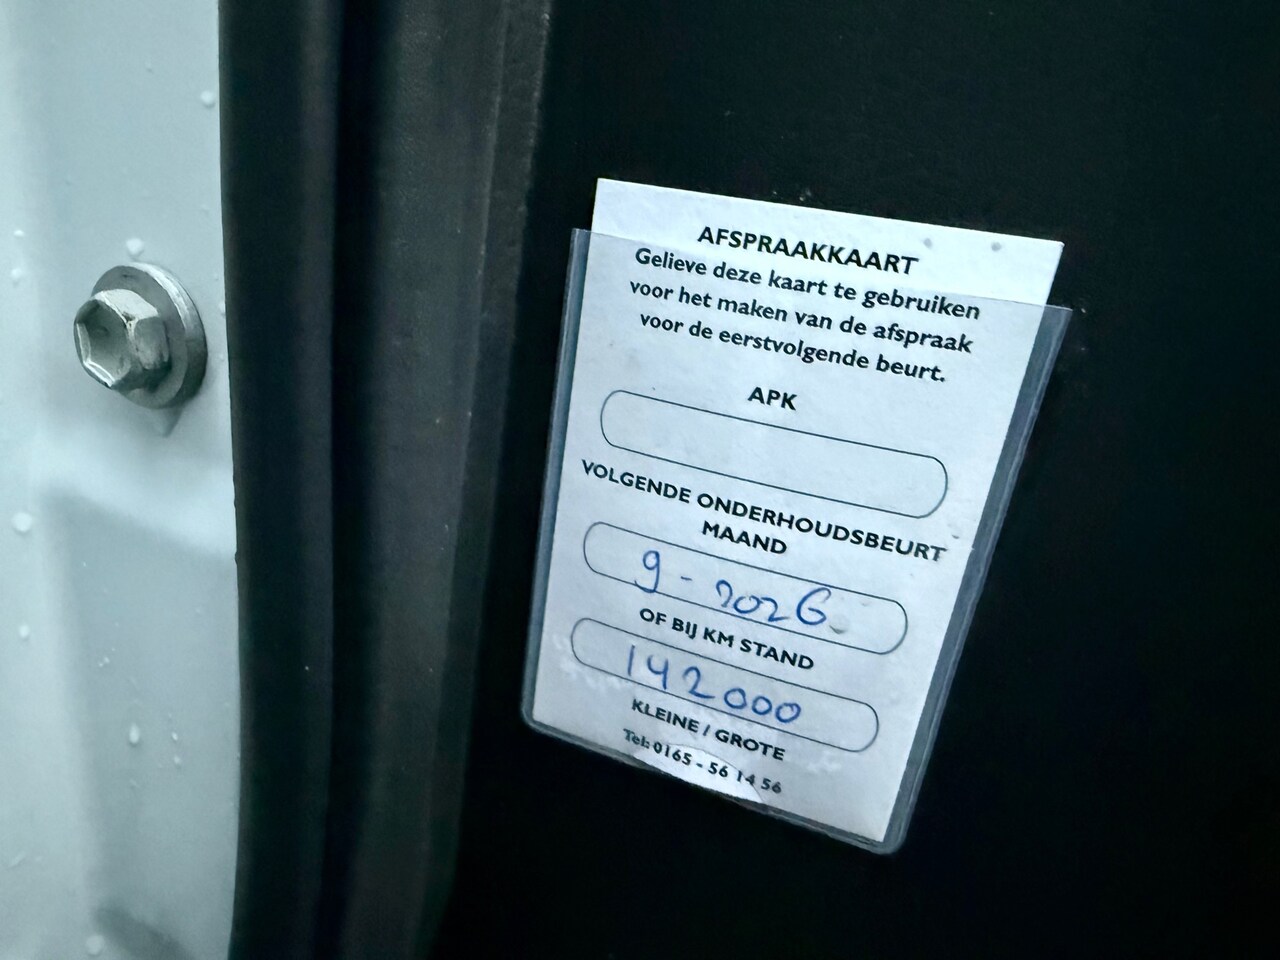 AFSPRAAKKAART
Gelieve deze kaart te gebruiken
voor het maken van de afspraak
voor de eerstvolgende beurt.
APK
VOLGENDE ONDERHOUDSBEURT
MAAND
9 - 2026
OF BIJ KM STAND
142000
KLEINE / GROTE
Tel: 0165 - 56 14 56